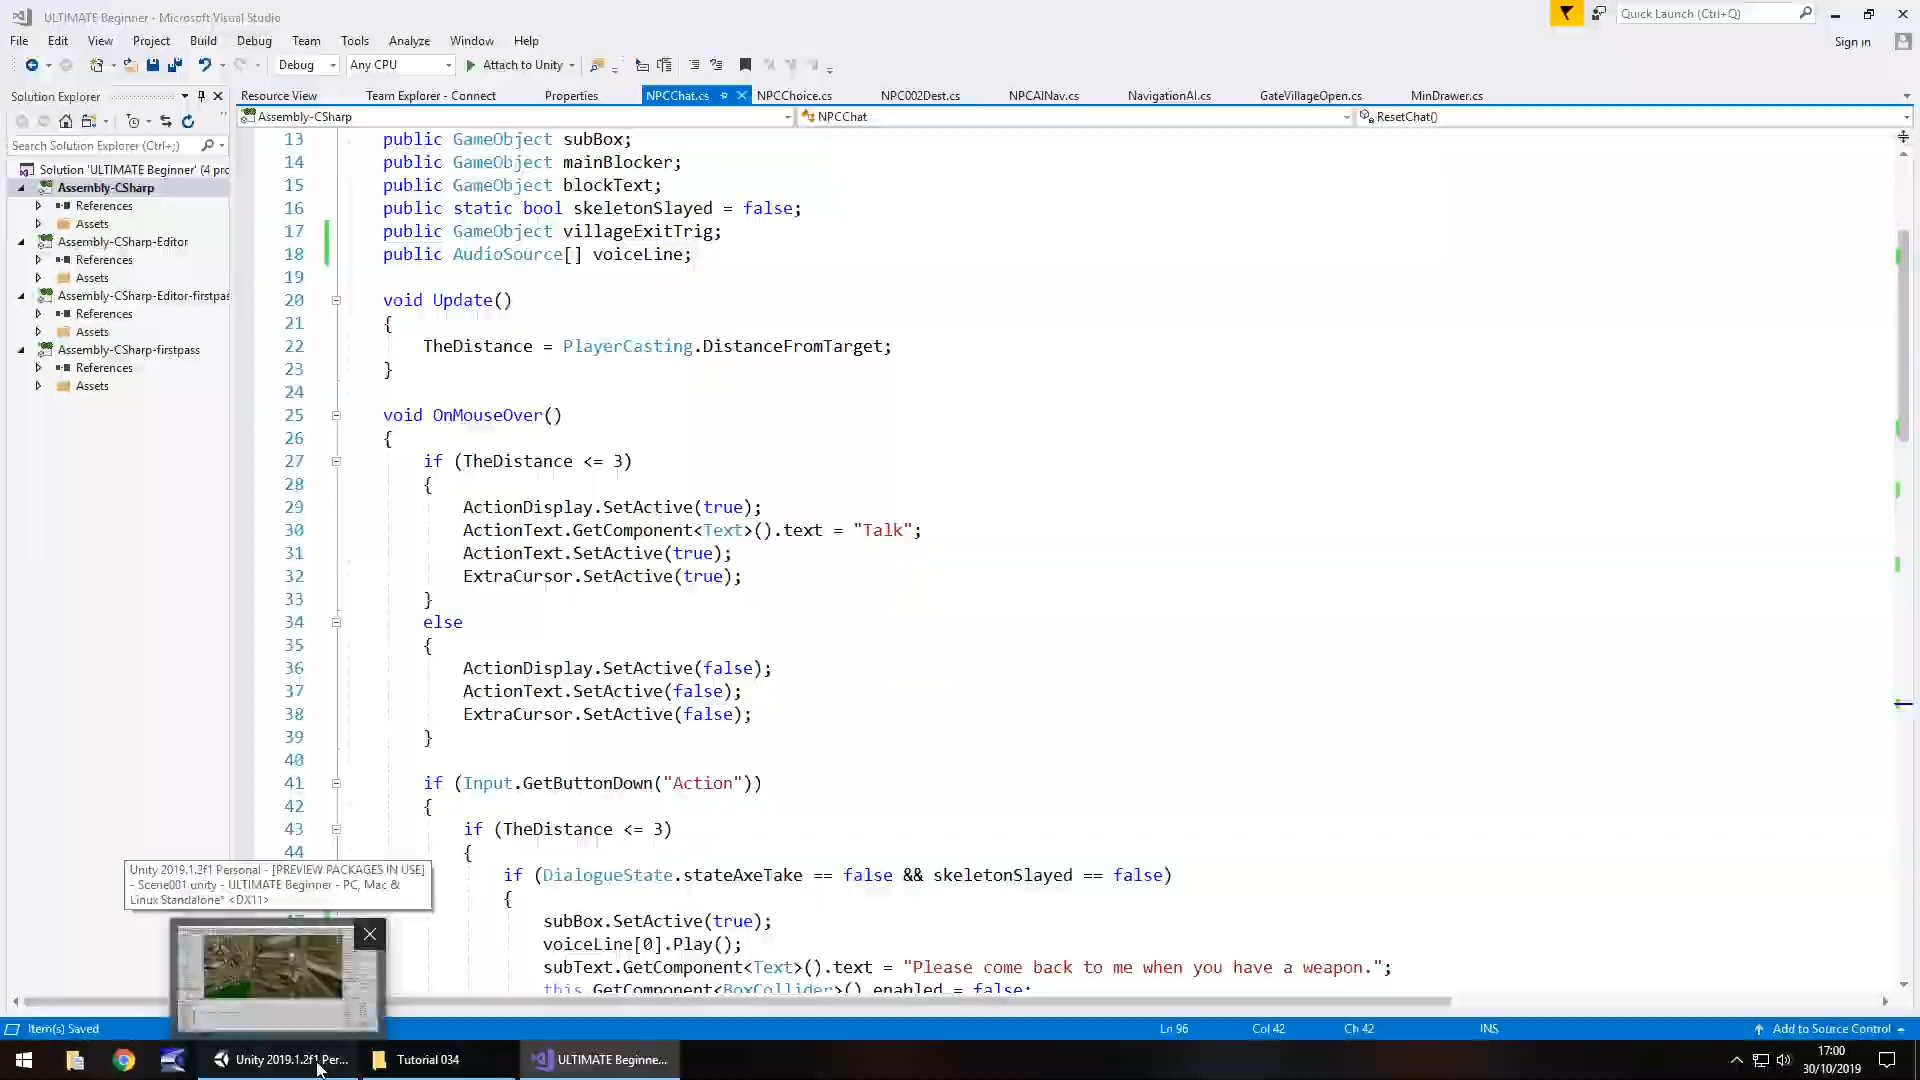 ULTIMATE Beginner - Microsoft Visual Studio
Quick Launch (Ctrl+Q)
File Edit View Project Build Debug Team Tools Analyze Window Help
Sign in
Debug Any CPU Attach to Unity
Solution Explorer
Resource View Team Explorer - Connect Properties NPCChat.cs NPCChoice.cs NPC002Dest.cs NPCAINav.cs NavigationAI.cs GateVillageOpen.cs MinDrawer.cs
Assembly-CSharp NPCChat ResetChat()
Search Solution Explorer (Ctrl+;)
Solution 'ULTIMATE Beginner' (4 prc
Assembly-CSharp
References
Assets
Assembly-CSharp-Editor
References
Assets
Assembly-CSharp-Editor-firstpas
References
Assets
Assembly-CSharp-firstpass
References
Assets
13 public GameObject subBox;
14 public GameObject mainBlocker;
15 public GameObject blockText;
16 public static bool skeletonSlayed = false;
17 public GameObject villageExitTrig;
18 public AudioSource[] voiceLine;
19
20 void Update()
21 {
22 TheDistance = PlayerCasting.DistanceFromTarget;
23 }
24
25 void OnMouseOver()
26 {
27 if (TheDistance <= 3)
28 {
29 ActionDisplay.SetActive(true);
30 ActionText.GetComponent<Text>().text = "Talk";
31 ActionText.SetActive(true);
32 ExtraCursor.SetActive(true);
33 }
34 else
35 {
36 ActionDisplay.SetActive(false);
37 ActionText.SetActive(false);
38 ExtraCursor.SetActive(false);
39 }
40
41 if (Input.GetButtonDown("Action"))
42 {
43 if (TheDistance <= 3)
44 {
if (DialogueState.stateAxeTake == false && skeletonSlayed == false)
{
subBox.SetActive(true);
voiceLine[0].Play();
subText.GetComponent<Text>().text = "Please come back to me when you have a weapon.";
this.GetComponent<BoxCollider>().enabled = false;
Unity 2019.1.2f1 Personal - [PREVIEW PACKAGES IN USE]
- Scene001.unity - ULTIMATE Beginner - PC, Mac &
Linux Standalone* <DX11>
Item(s) Saved Ln 96 Col 42 Ch 42 INS Add to Source Control
Unity 2019.1.2f1 Per... Tutorial 034 ULTIMATE Beginne...
17:00
30/10/2019